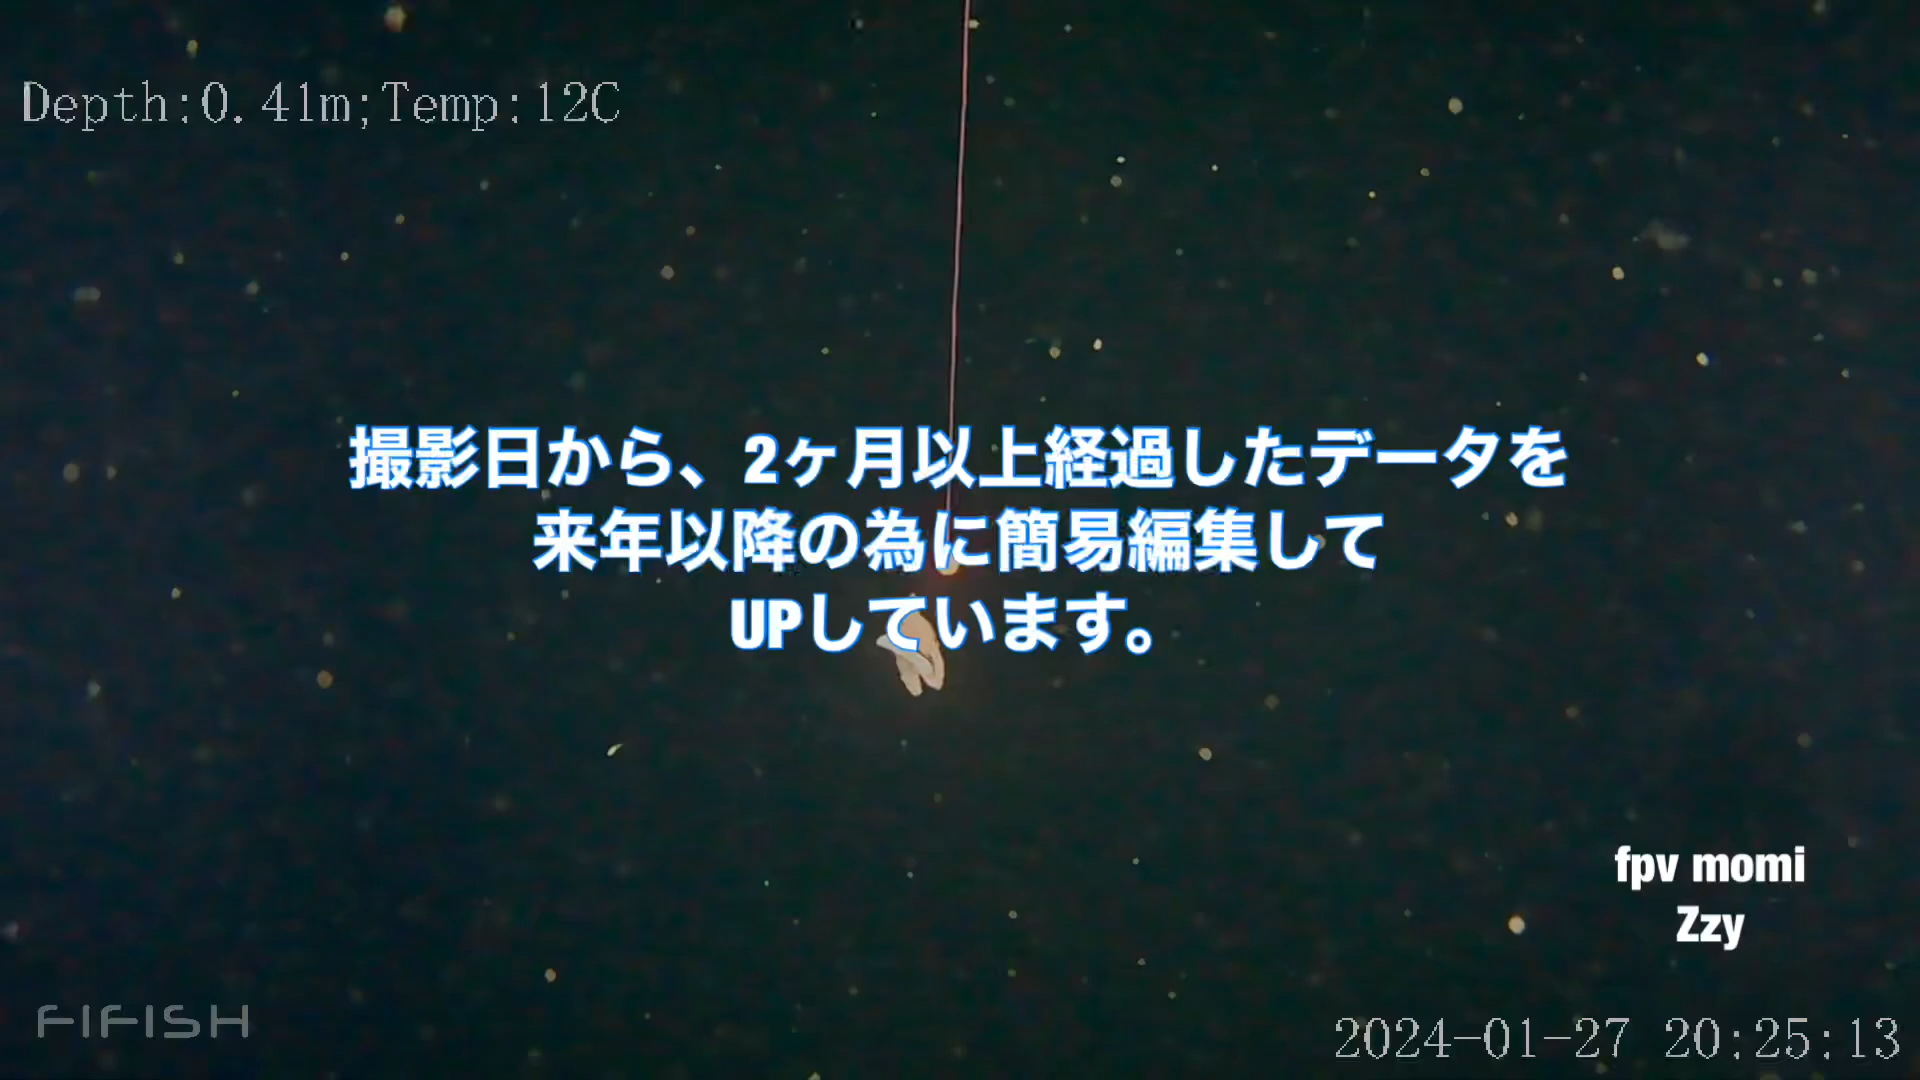 Depth:0.41m;Temp:12C
撮影日から、2ヶ月以上経過したデータを
来年以降の為に簡易編集して
UPしています。
fpv momi
Zzy
FIFISH
2024-01-27 20:25:13